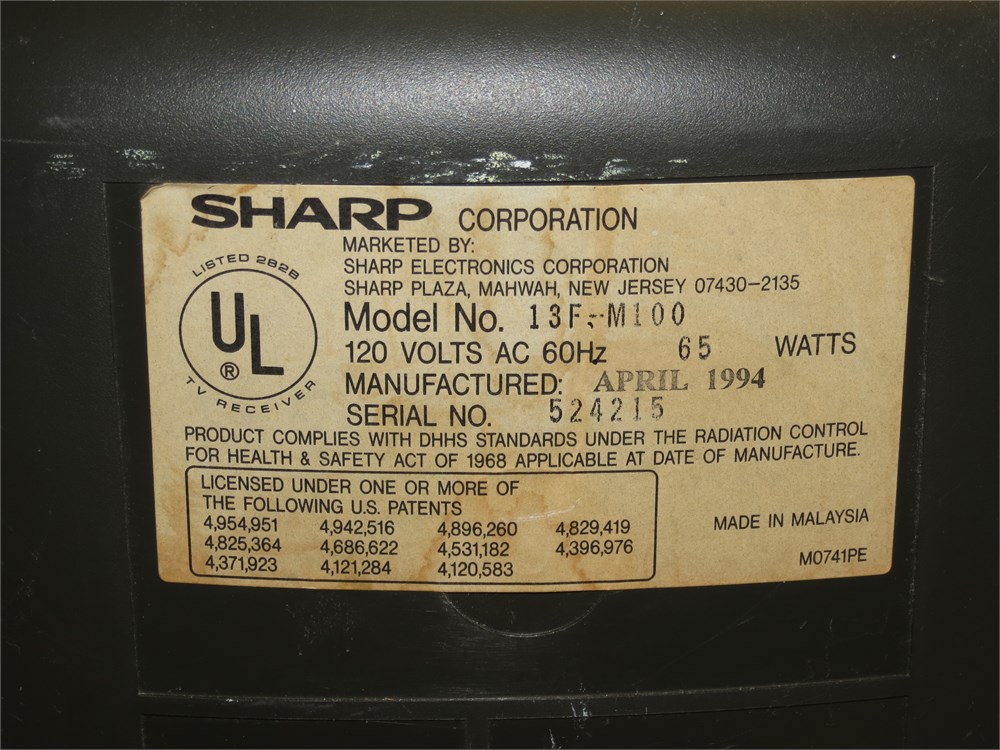 SHARP CORPORATION
MARKETED BY:
SHARP ELECTRONICS CORPORATION
SHARP PLAZA, MAHWAH, NEW JERSEY 07430-2135
LISTED 2828
UL
®
TV RECEIVER
Model No. 13F-M100
120 VOLTS AC 60Hz 65 WATTS
MANUFACTURED: APRIL 1994
SERIAL NO. 524215
PRODUCT COMPLIES WITH DHHS STANDARDS UNDER THE RADIATION CONTROL
FOR HEALTH & SAFETY ACT OF 1968 APPLICABLE AT DATE OF MANUFACTURE.
LICENSED UNDER ONE OR MORE OF
THE FOLLOWING U.S. PATENTS
4,954,951 4,942,516 4,896,260 4,829,419
4,825,364 4,686,622 4,531,182 4,396,976
4,371,923 4,121,284 4,120,583
MADE IN MALAYSIA
M0741PE